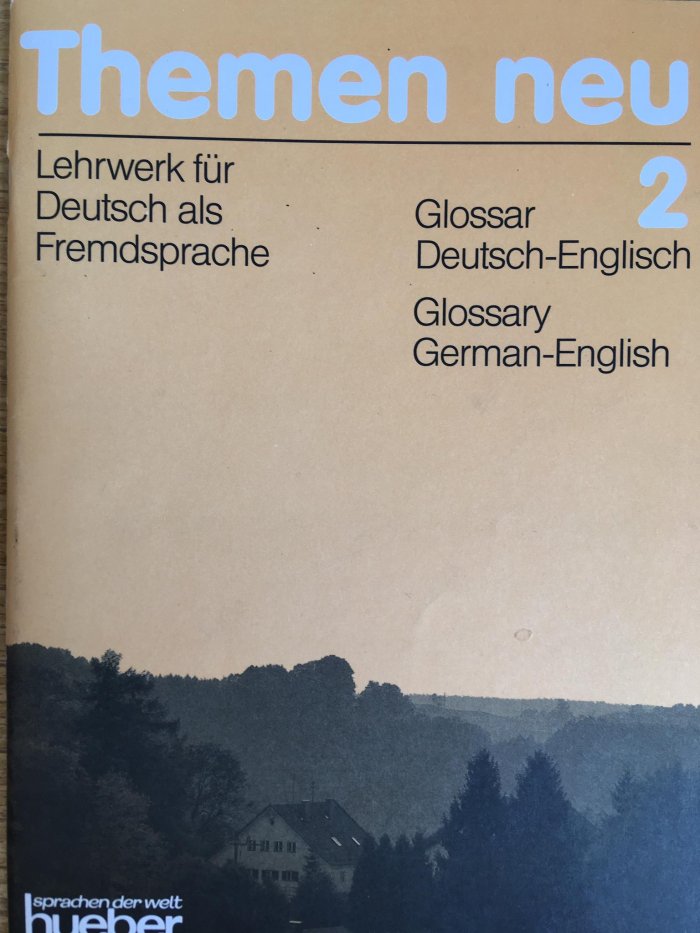 Themen neu
2
Lehrwerk für
Deutsch als
Fremdsprache
Glossar
Deutsch-Englisch
Glossary
German-English
sprachen der welt
hueber